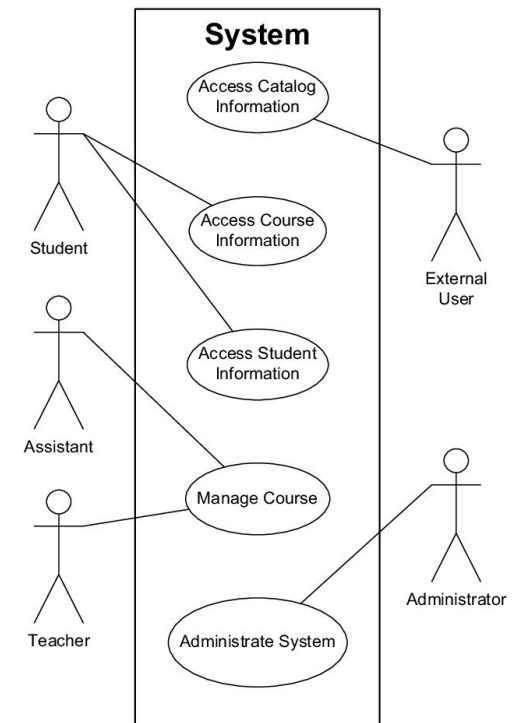 System
Access Catalog
Information
Student
Access Course
Information
External
User
Access Student
Information
Assistant
Manage Course
Administrator
Teacher
Administrate System